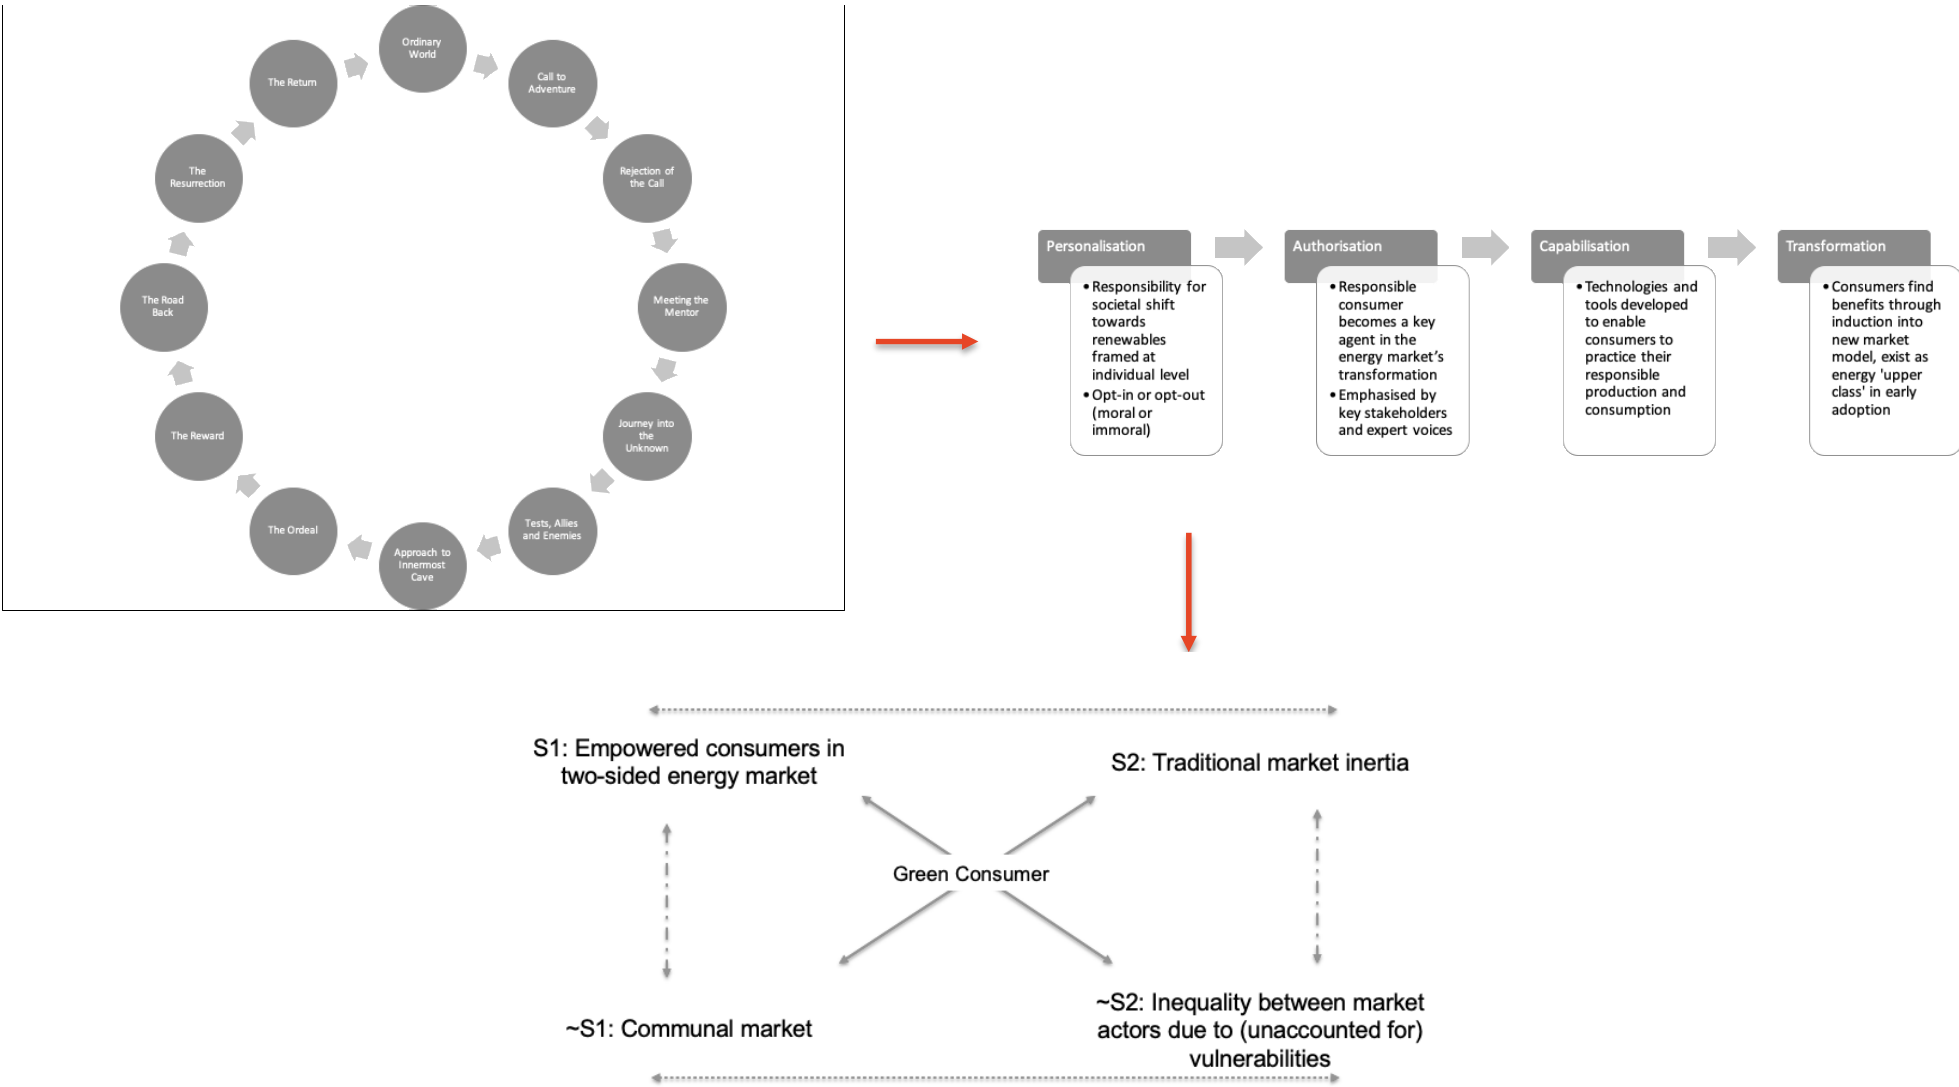 Ordinary
World
Call to
Adventure
Rejection of
the Call
Meeting the
Mentor
Journey into
the
Unknown
Tests, Allies
and Enemies
Approach to
Innermost
Cave
The Ordeal
The Reward
The Road
Back
The
Resurrection
The Return
Personalisation
• Responsibility for
societal shift
towards
renewables
framed at
individual level
• Opt-in or opt-out
(moral or
immoral)
Authorisation
• Responsible
consumer
becomes a key
agent in the
energy market's
transformation
• Emphasised by
key stakeholders
and expert voices
Capabilisation
• Technologies and
tools developed
to enable
consumers to
practice their
responsible
production and
consumption
Transformation
• Consumers find
benefits through
induction into
new market
model, exist as
energy 'upper
class' in early
adoption
S1: Empowered consumers in
two-sided energy market
S2: Traditional market inertia
Green Consumer
~S1: Communal market
~S2: Inequality between market
actors due to (unaccounted for)
vulnerabilities